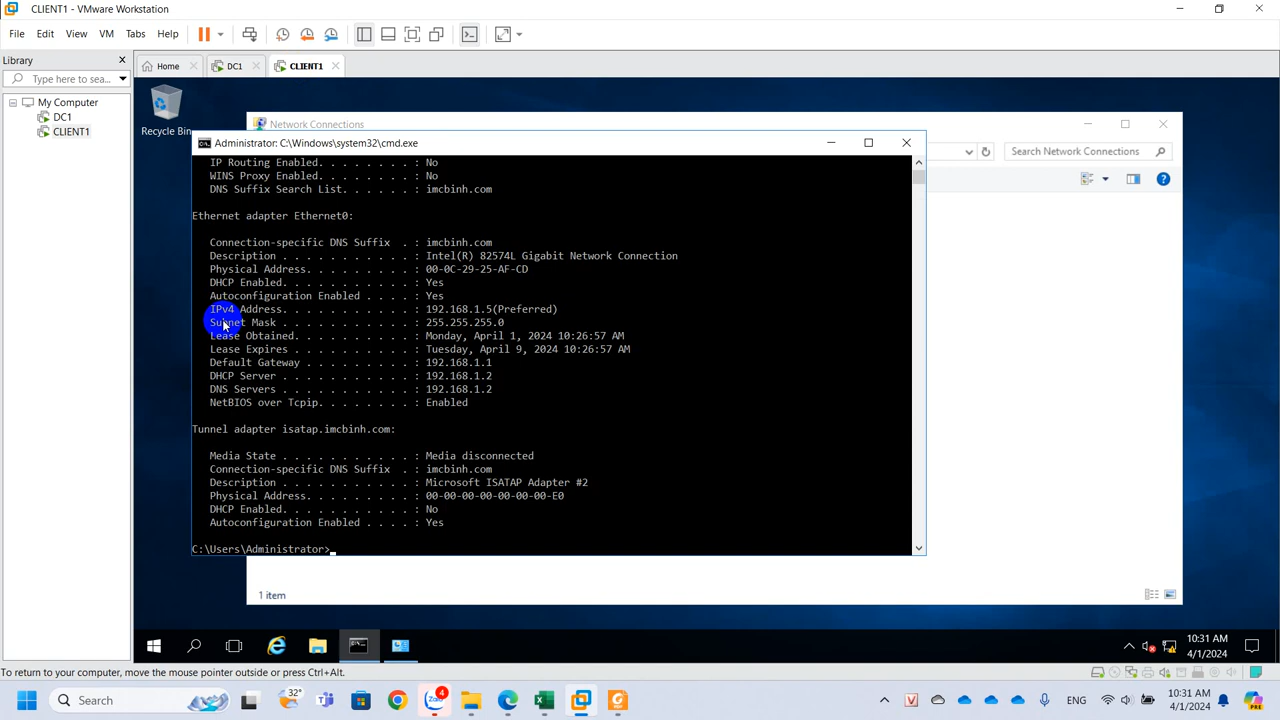 CLIENT1 - VMware Workstation
File Edit View VM Tabs Help
Library
Type here to sea...
My Computer
DC1
CLIENT1
Home
DC1
CLIENT1
Recycle Bin
Network Connections
Search Network Connections
Administrator: C:\Windows\system32\cmd.exe
IP Routing Enabled. . . . . . . . : No
WINS Proxy Enabled. . . . . . . . : No
DNS Suffix Search List. . . . . . : imcbinh.com
Ethernet adapter Ethernet0:
Connection-specific DNS Suffix  . : imcbinh.com
Description . . . . . . . . . . . : Intel(R) 82574L Gigabit Network Connection
Physical Address. . . . . . . . . : 00-0C-29-25-AF-CD
DHCP Enabled. . . . . . . . . . . : Yes
Autoconfiguration Enabled . . . . : Yes
IPv4 Address. . . . . . . . . . . : 192.168.1.5(Preferred)
Subnet Mask . . . . . . . . . . . : 255.255.255.0
Lease Obtained. . . . . . . . . . : Monday, April 1, 2024 10:26:57 AM
Lease Expires . . . . . . . . . . : Tuesday, April 9, 2024 10:26:57 AM
Default Gateway . . . . . . . . . : 192.168.1.1
DHCP Server . . . . . . . . . . . : 192.168.1.2
DNS Servers . . . . . . . . . . . : 192.168.1.2
NetBIOS over Tcpip. . . . . . . . : Enabled
Tunnel adapter isatap.imcbinh.com:
Media State . . . . . . . . . . . : Media disconnected
Connection-specific DNS Suffix  . : imcbinh.com
Description . . . . . . . . . . . : Microsoft ISATAP Adapter #2
Physical Address. . . . . . . . . : 00-00-00-00-00-00-00-E0
DHCP Enabled. . . . . . . . . . . : No
Autoconfiguration Enabled . . . . : Yes
C:\Users\Administrator>
1 item
10:31 AM
4/1/2024
To return to your computer, move the mouse pointer outside or press Ctrl+Alt.
Search
32°
Zalo
4
ENG
10:31 AM
4/1/2024
PRE